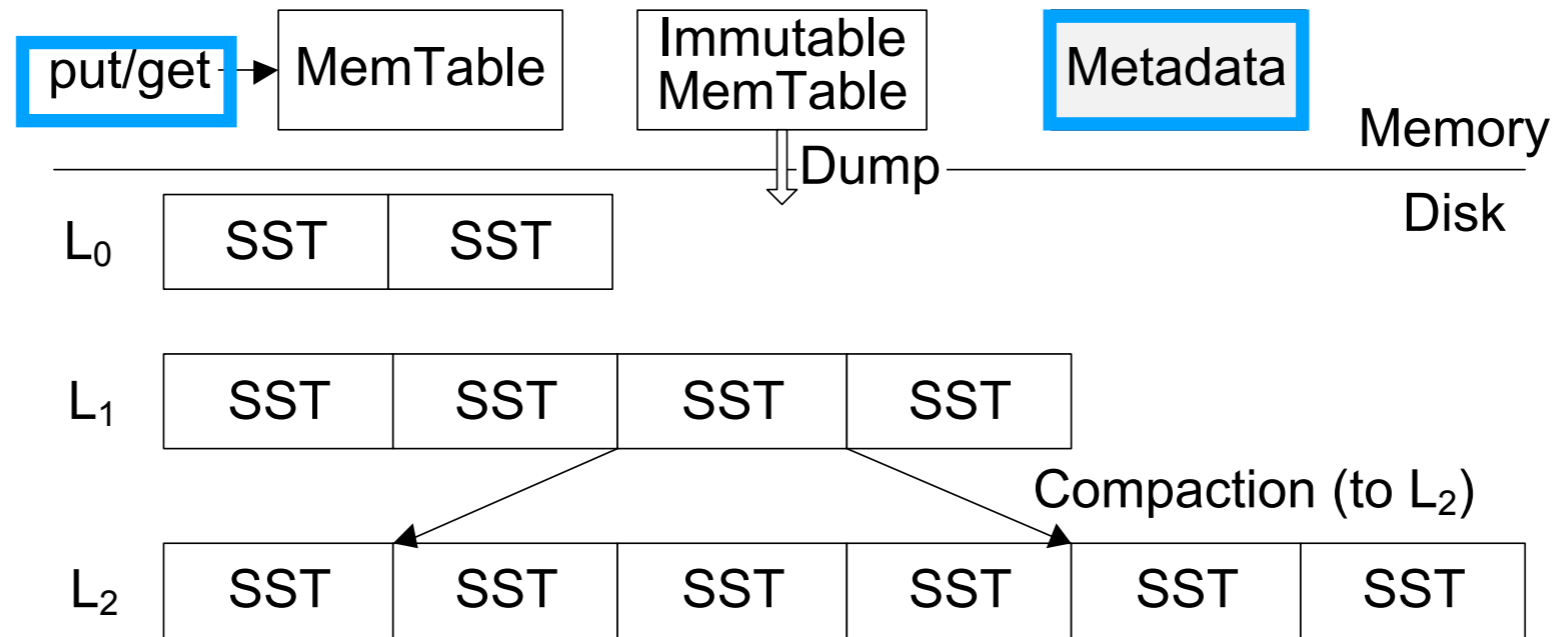 put/get
MemTable
Immutable
MemTable
Metadata
Memory
Dump
Disk
L₀ SST SST
L₁ SST SST SST SST
Compaction (to L₂)
L₂ SST SST SST SST SST SST